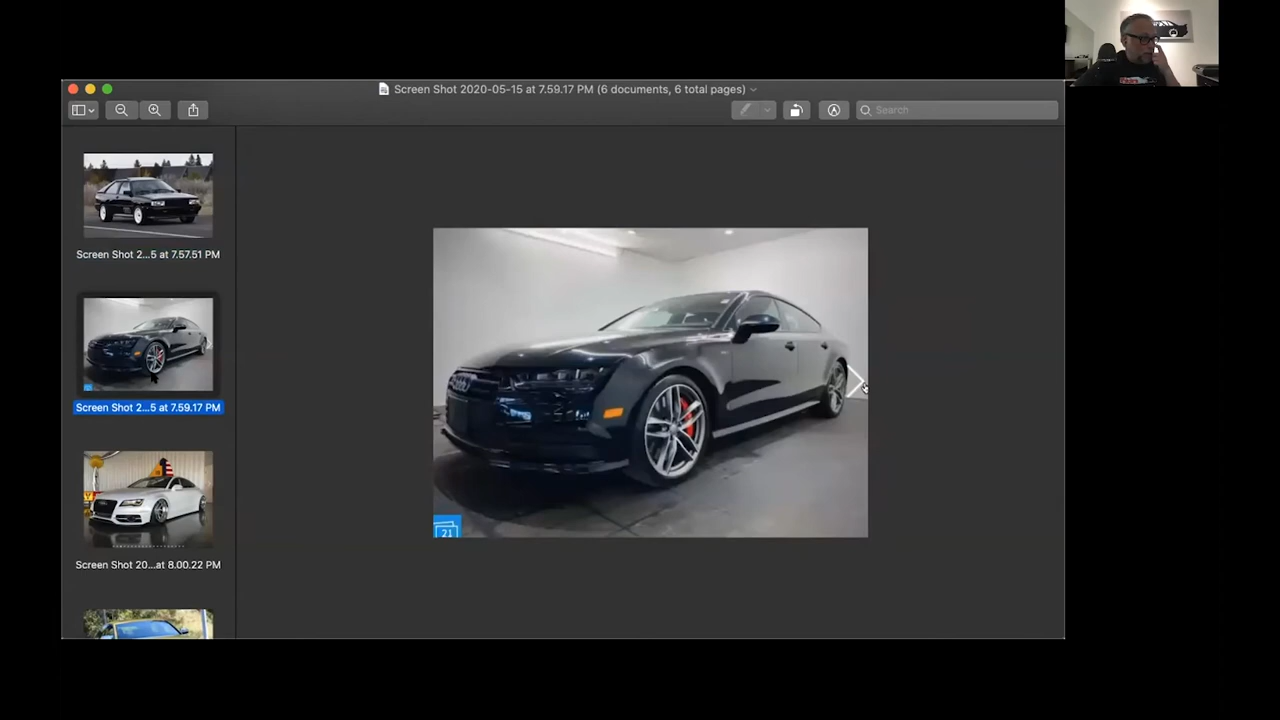 Screen Shot 2020-05-15 at 7.59.17 PM (6 documents, 6 total pages)
Search
Screen Shot 2...5 at 7.57.51 PM
Screen Shot 2...5 at 7.59.17 PM
Screen Shot 20...at 8.00.22 PM
21